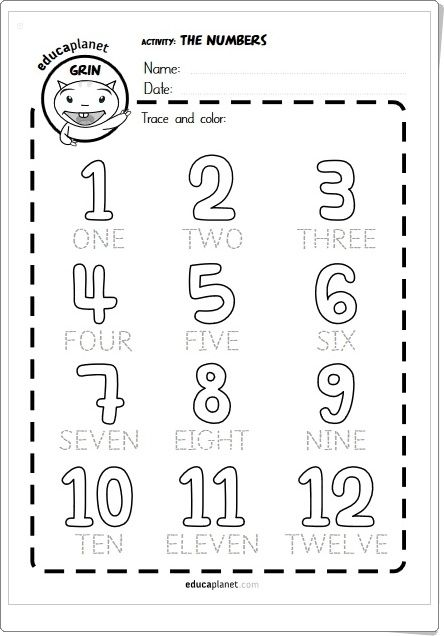 educaplanet
GRIN
ACTIVITY: THE NUMBERS
Name:
Date:
Trace and color:
1 2 3
ONE TWO THREE
4 5 6
FOUR FIVE SIX
7 8 9
SEVEN EIGHT NINE
10 11 12
TEN ELEVEN TWELVE
educaplanet.com